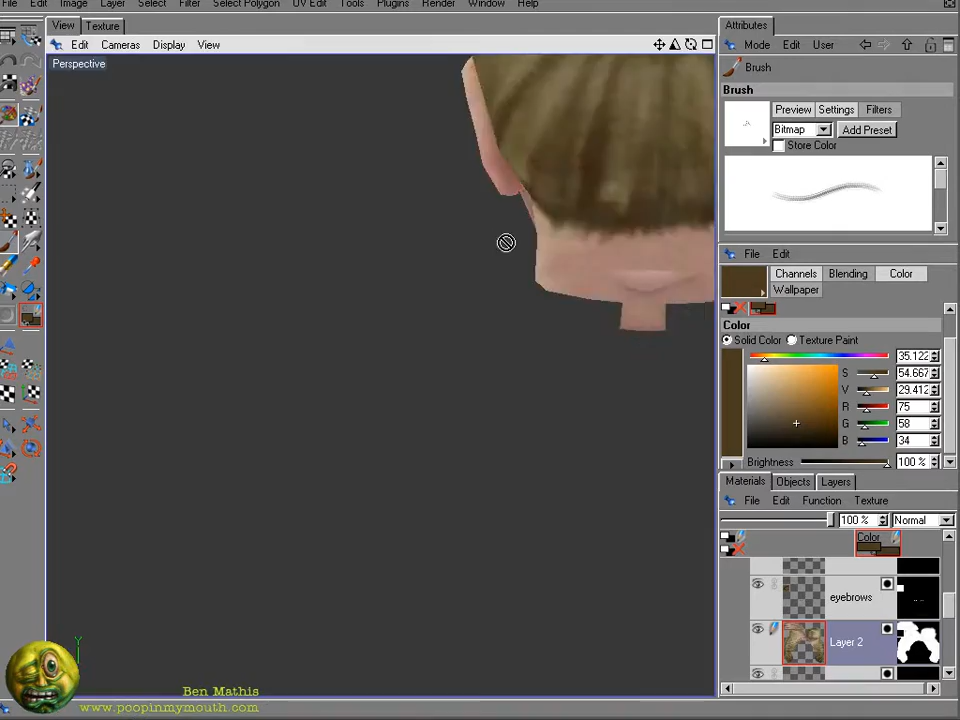 File Edit Image Layer Select Filter Select Polygon UV Edit Tools Plugins Render Window Help
View Texture
Edit Cameras Display View
Perspective
Attributes
Mode Edit User
Brush
Brush
Preview Settings Filters
Bitmap Add Preset
Store Color
File Edit
Channels Blending Color
Wallpaper
Color
Solid Color Texture Paint
35.122
S 54.667
V 29.412
R 75
G 58
B 34
Brightness 100 %
Materials Objects Layers
File Edit Function Texture
100 % Normal
Color
eyebrows
Layer 2
Y
Ben Mathis
www.poopinmymouth.com